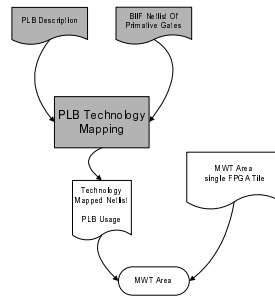 PLB Description
BlIF Netlist Of
Primative Gates
PLB Technology
Mapping
Technology
Mapped Netlist
PLB Usage
MWT Area
single FPGA Tile
MWT Area